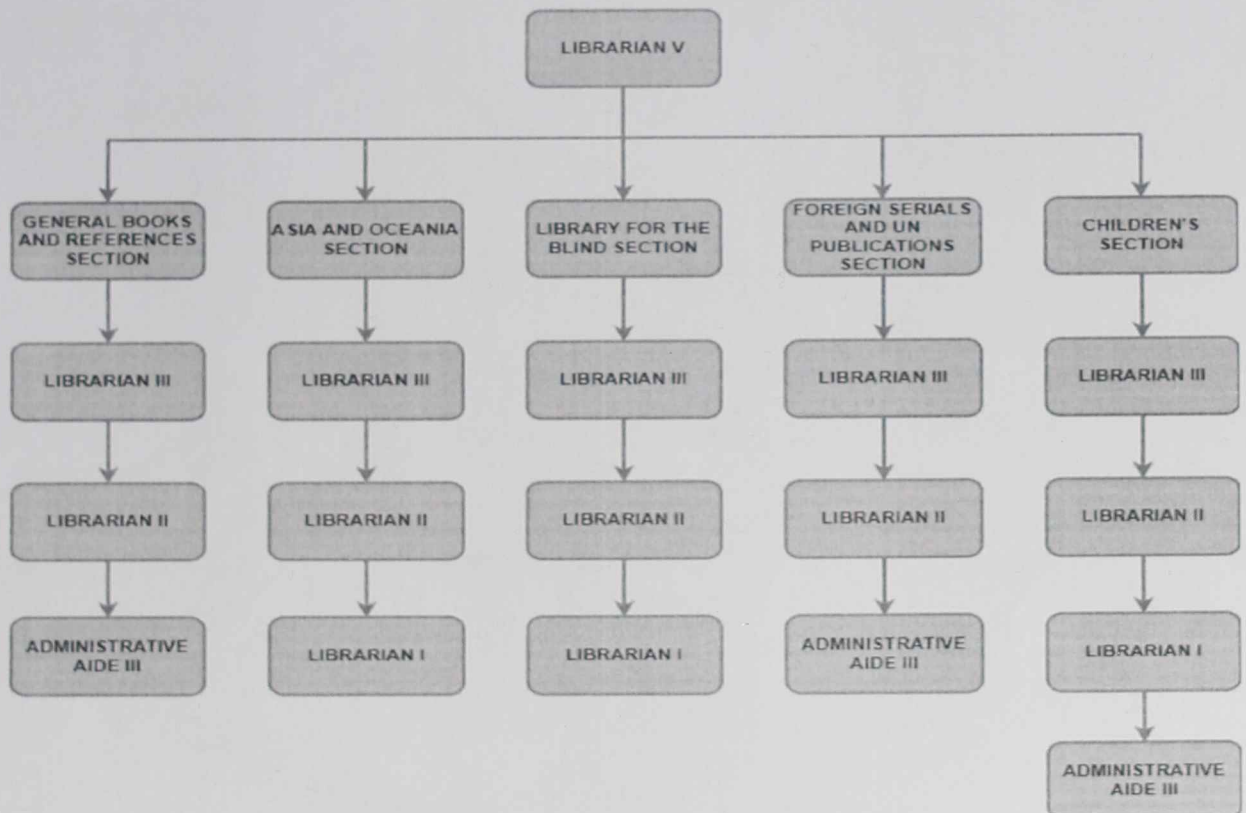 LIBRARIAN V
GENERAL BOOKS
AND REFERENCES
SECTION
ASIA AND OCEANIA
SECTION
LIBRARY FOR THE
BLIND SECTION
FOREIGN SERIALS
AND UN
PUBLICATIONS
SECTION
CHILDREN'S
SECTION
LIBRARIAN III
LIBRARIAN III
LIBRARIAN III
LIBRARIAN III
LIBRARIAN III
LIBRARIAN II
LIBRARIAN II
LIBRARIAN II
LIBRARIAN II
LIBRARIAN II
ADMINISTRATIVE
AIDE III
LIBRARIAN I
LIBRARIAN I
ADMINISTRATIVE
AIDE III
LIBRARIAN I
ADMINISTRATIVE
AIDE III